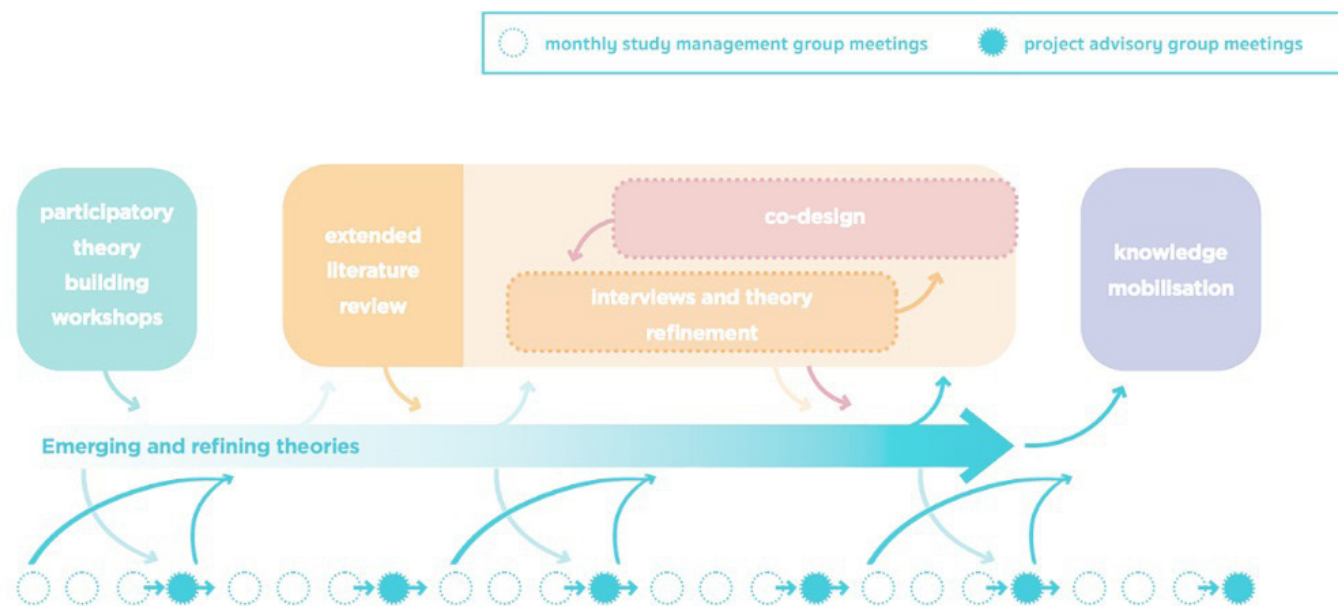 monthly study management group meetings
project advisory group meetings
participatory
theory
building
workshops
extended
literature
review
co-design
interviews and theory
refinement
knowledge
mobilisation
Emerging and refining theories